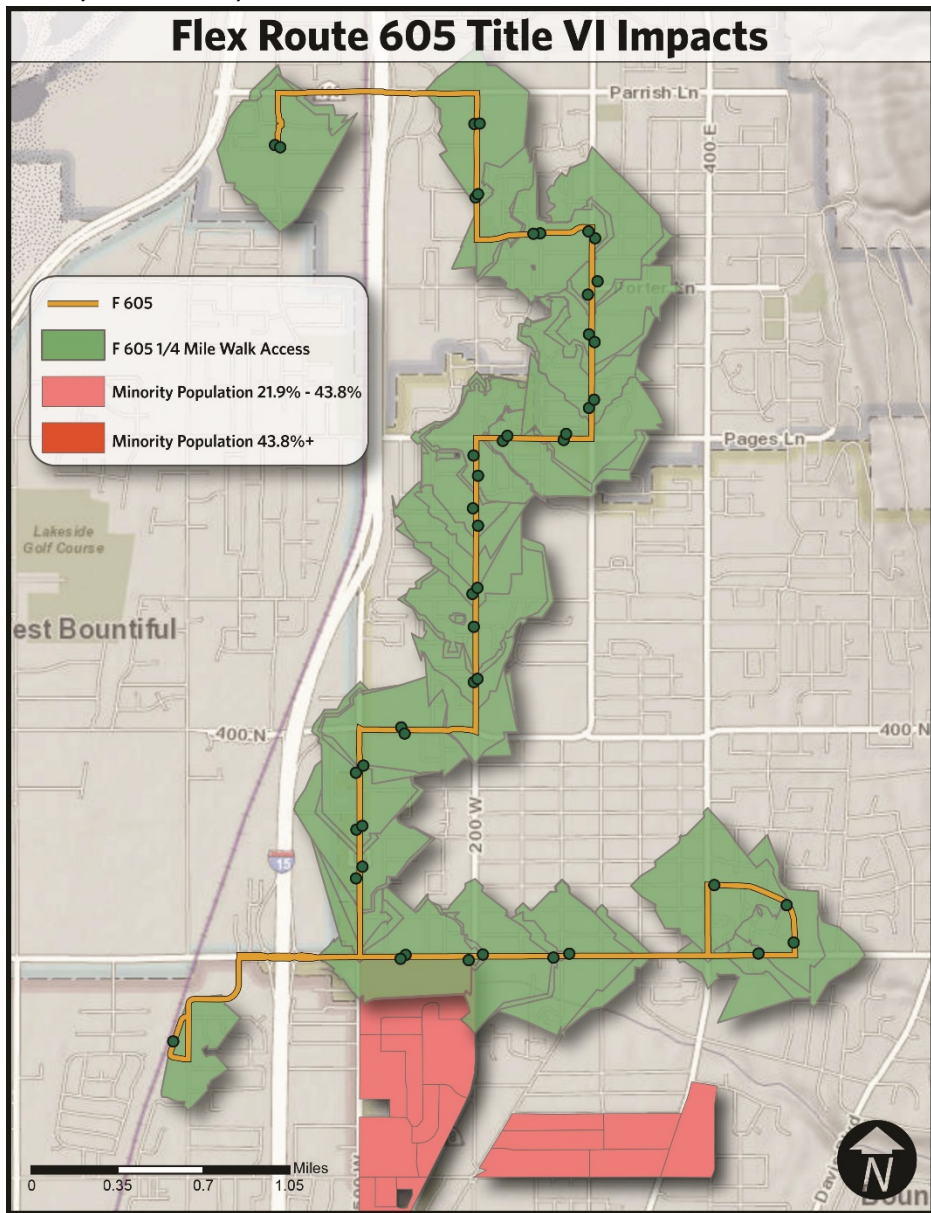 Flex Route 605 Title VI Impacts
Parrish Ln
400 E
Porter Ln
F 605
F 605 1/4 Mile Walk Access
Minority Population 21.9% - 43.8%
Minority Population 43.8%+
Pages Ln
Lakeside
Golf Course
est Bountiful
400 N
400 N
200 W
15
500 W
Miles
0 0.35 0.7 1.05
N
Boun